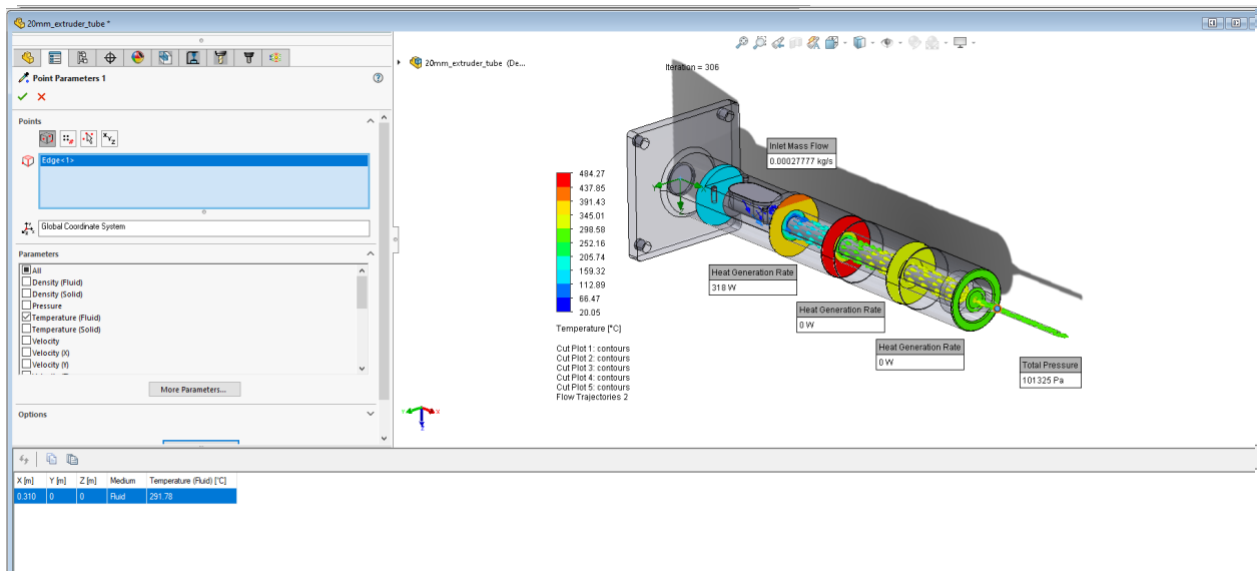 20mm_extruder_tube *
Point Parameters 1
Points
Edge<1>
Global Coordinate System
Parameters
All
Density (Fluid)
Density (Solid)
Pressure
Temperature (Fluid)
Temperature (Solid)
Velocity
Velocity (X)
Velocity (Y)
More Parameters...
Options
20mm_extruder_tube (De...
Iteration = 306
Inlet Mass Flow
0.00027777 kg/s
484.27
437.85
391.43
345.01
298.58
252.16
205.74
159.32
112.89
66.47
20.05
Temperature [°C]
Cut Plot 1: contours
Cut Plot 2: contours
Cut Plot 3: contours
Cut Plot 4: contours
Cut Plot 5: contours
Flow Trajectories 2
Heat Generation Rate
318 W
Heat Generation Rate
0 W
Heat Generation Rate
0 W
Total Pressure
101325 Pa
X [m] Y [m] Z [m] Medium Temperature (Fluid) [°C]
0.310 0 0 Fluid 291.78